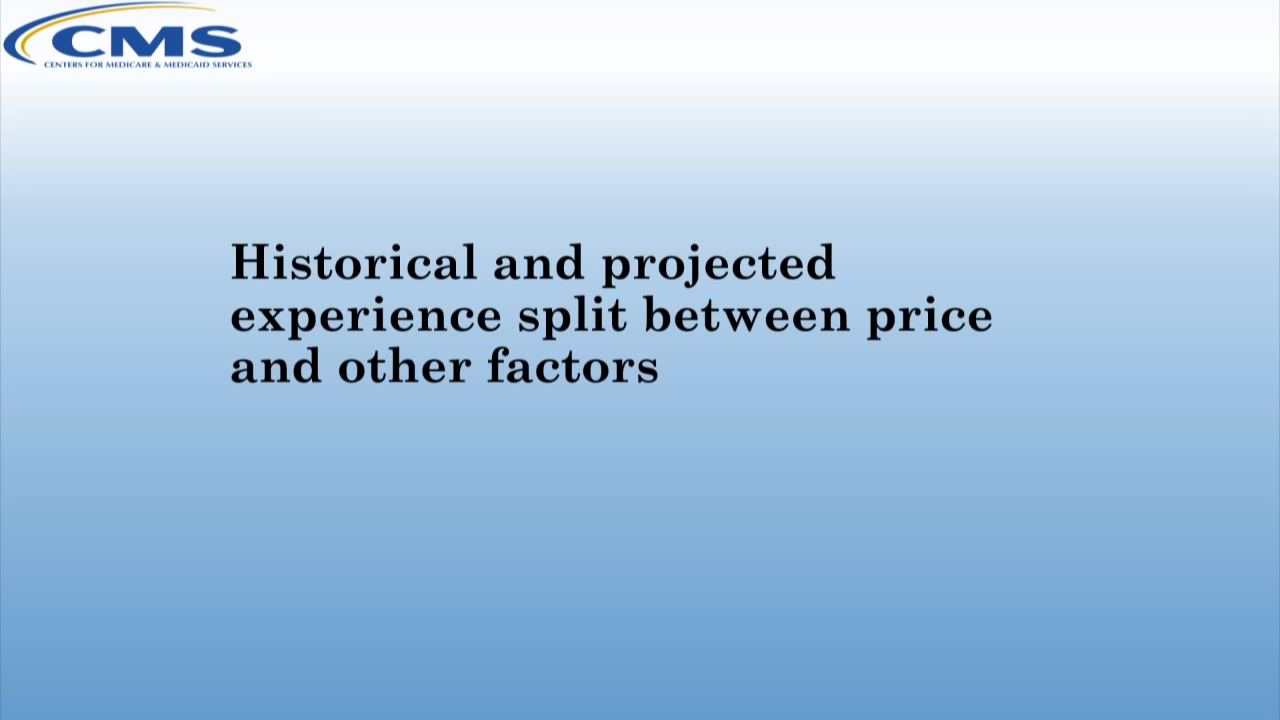 CMS
CENTERS FOR MEDICARE & MEDICAID SERVICES
Historical and projected
experience split between price
and other factors